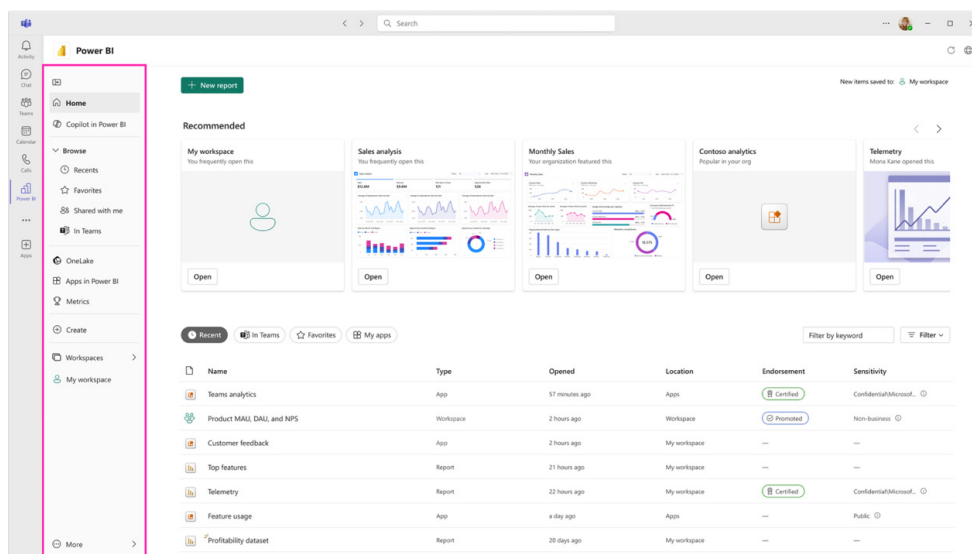 Search
Activity
Chat
Teams
Calendar
Calls
Power BI
Apps
Power BI
Home
Copilot in Power BI
Browse
Recents
Favorites
Shared with me
In Teams
OneLake
Apps in Power BI
Metrics
Create
Workspaces
My workspace
More
New report
New items saved to: My workspace
Recommended
My workspace
You frequently open this
Open
Sales analysis
You frequently open this
Open
Monthly Sales
Your organization featured this
Open
Contoso analytics
Popular in your org
Open
Telemetry
Mona Kane opened this
Open
Recent In Teams Favorites My apps
Filter by keyword Filter
Name Type Opened Location Endorsement Sensitivity
Teams analytics App 57 minutes ago Apps Certified Confidential\Microsof...
Product MAU, DAU, and NPS Workspace 2 hours ago Workspace Promoted Non-business
Customer feedback App 2 hours ago My workspace — —
Top features Report 21 hours ago My workspace — —
Telemetry Report 22 hours ago My workspace Certified Confidential\Microsof...
Feature usage App a day ago Apps — Public
Profitability dataset Report 20 days ago My workspace — —